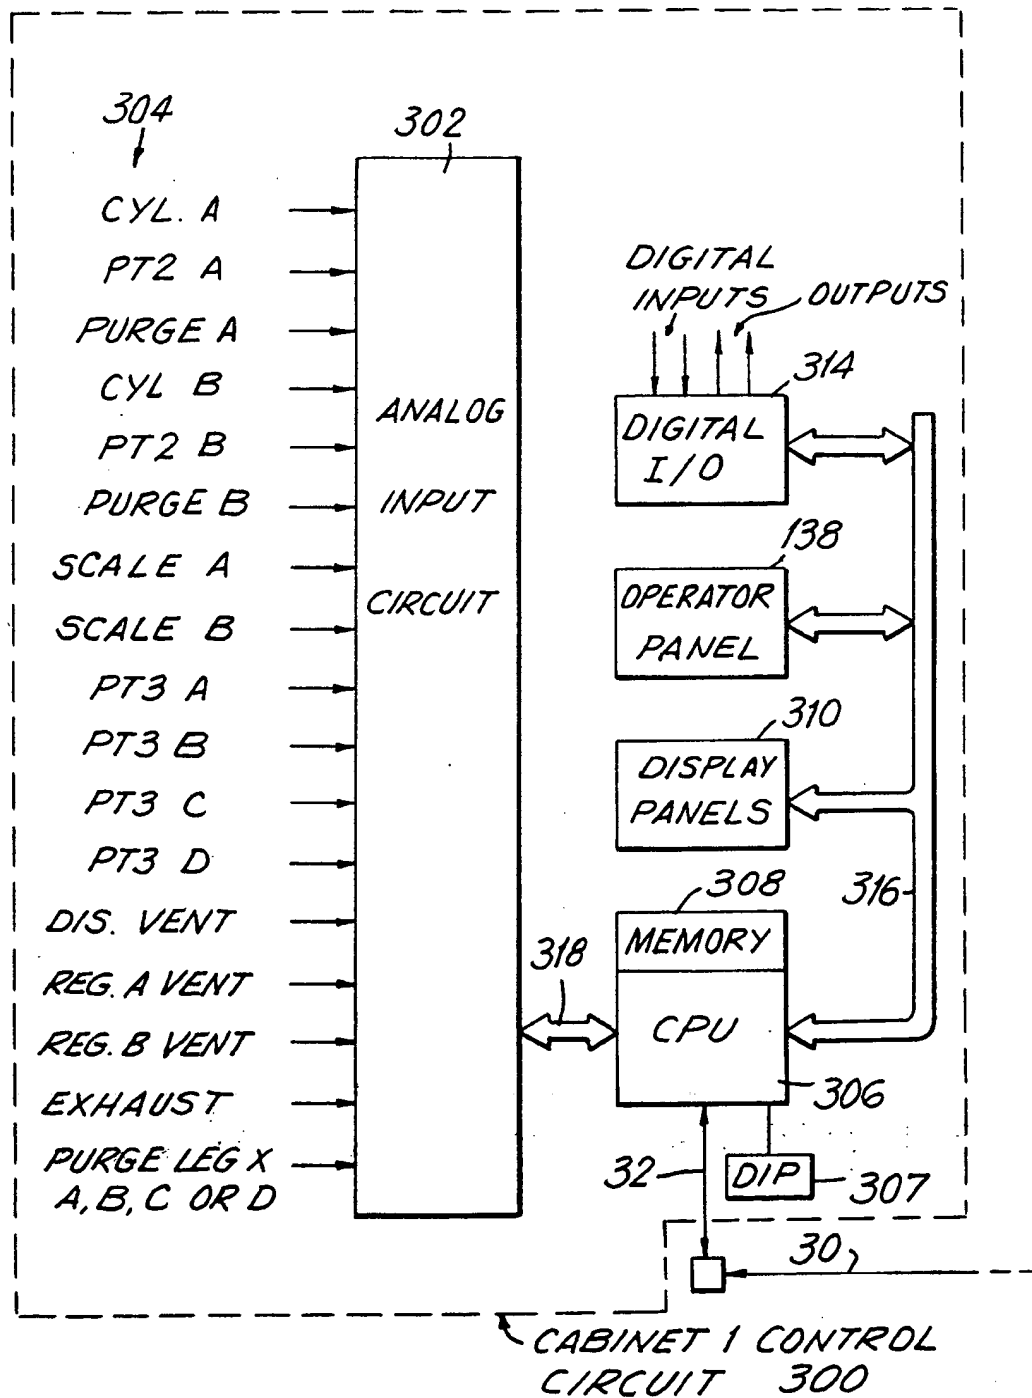 304
CYL. A
PT2 A
PURGE A
CYL B
PT2 B
PURGE B
SCALE A
SCALE B
PT3 A
PT3 B
PT3 C
PT3 D
DIS. VENT
REG. A VENT
REG. B VENT
EXHAUST
PURGE LEG X
A, B, C OR D
302
ANALOG
INPUT
CIRCUIT
DIGITAL
INPUTS
OUTPUTS
314
DIGITAL
I/O
138
OPERATOR
PANEL
310
DISPLAY
PANELS
316
308
MEMORY
318
CPU
306
32
DIP
307
30
CABINET 1 CONTROL
CIRCUIT 300